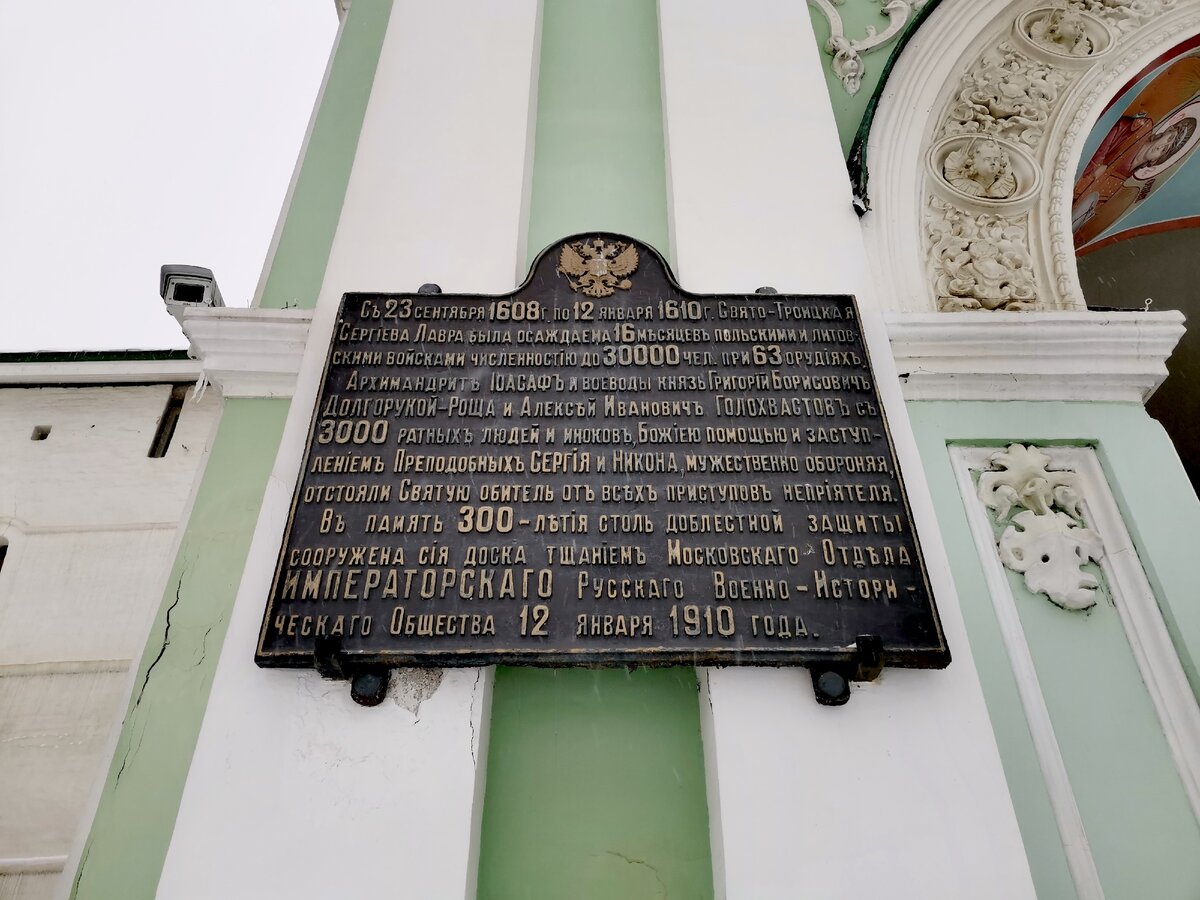 Съ 23 сентября 1608 г. по 12 января 1610 г. Свято-Троицкая
Сергіева Лавра была осаждаема 16 мѣсяцевъ польскими и литов-
скими войсками численностію до 30000 чел. при 63 орудіяхъ.
Архимандритъ Іоасафъ и воеводы князь Григорій Борисовичъ
Долгорукой-Роща и Алексѣй Ивановичъ Голохвастовъ съ
3000 ратныхъ людей и иноковъ, Божіею помощью и заступ-
леніемъ Преподобныхъ СЕРГІЯ и Никона, мужественно обороняя,
отстояли Святую обитель отъ всѣхъ приступовъ непріятеля.
Въ память 300-лѣтія столь доблестной защиты
сооружена сія доска тщаніемъ Московскаго Отдѣла
ИМПЕРАТОРСКАГО Русскаго Военно-Истори-
ческаго Общества 12 января 1910 года.